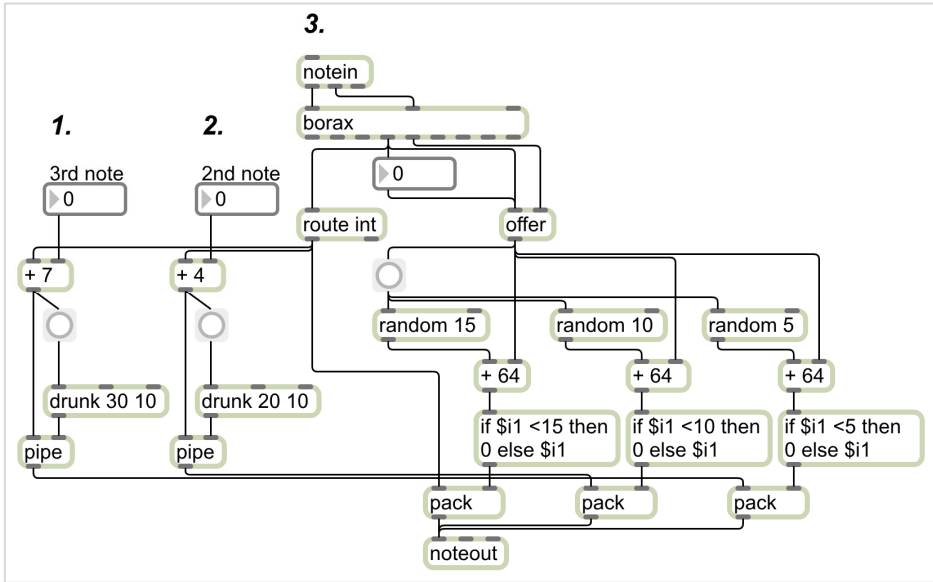 3.
notein
borax
1.
2.
3rd note
2nd note
0
0
0
route int
offer
+ 7
+ 4
random 15
random 10
random 5
+ 64
+ 64
+ 64
drunk 30 10
drunk 20 10
if $i1 <15 then
0 else $i1
if $i1 <10 then
0 else $i1
if $i1 <5 then
0 else $i1
pipe
pipe
pack
pack
pack
noteout